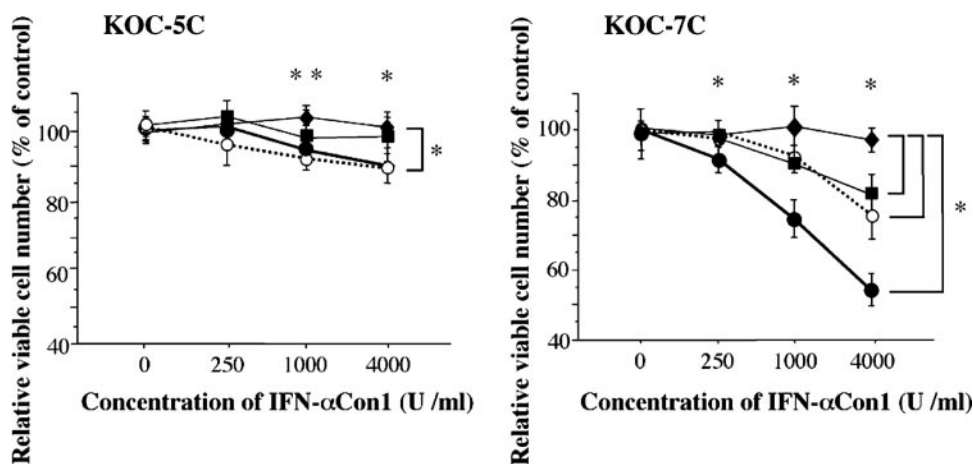 KOC-5C
Relative viable cell number (% of control)
100
80
60
40
* *
*
*
0 250 1000 4000
Concentration of IFN-αCon1 (U /ml)
KOC-7C
Relative viable cell number (% of control)
100
80
60
40
* * *
*
0 250 1000 4000
Concentration of IFN-αCon1 (U /ml)